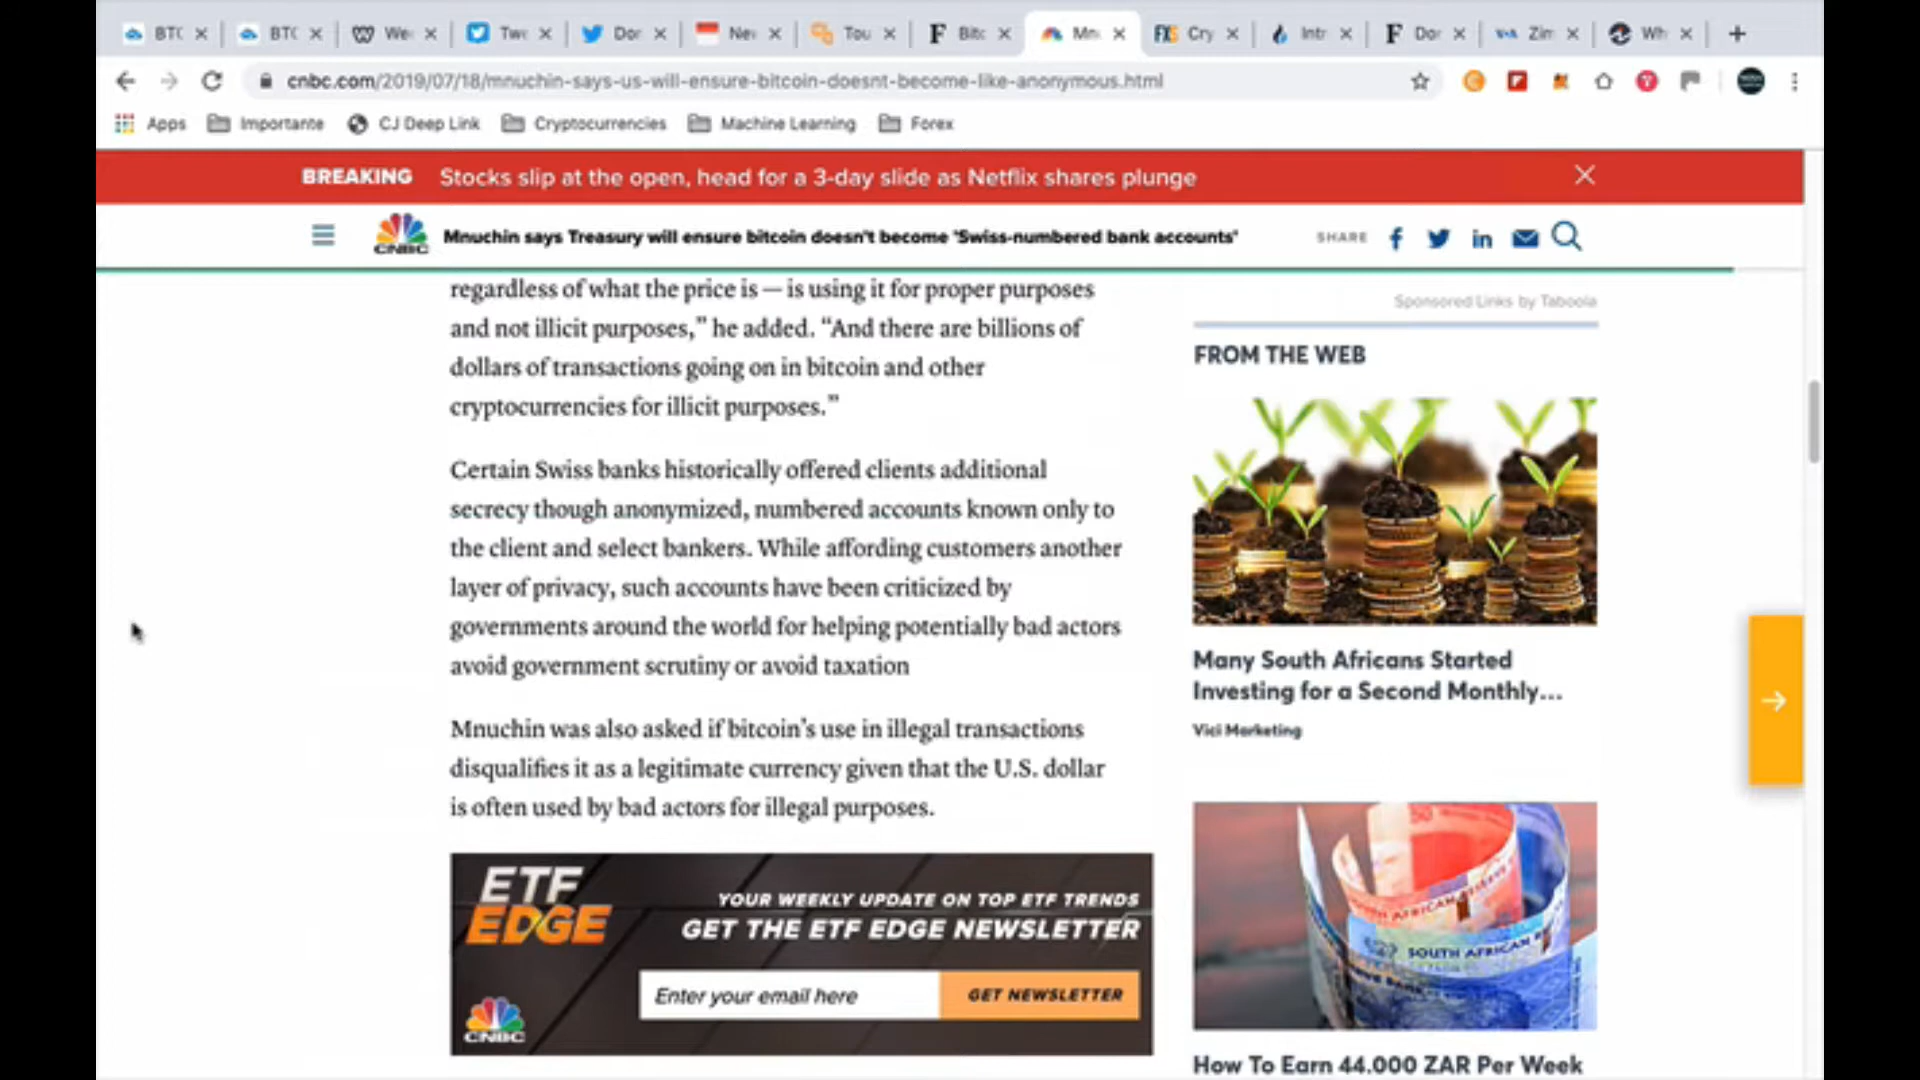 BTC
BTC
We
Twe
Dor
Nev
Tou
F Bitc
Mn
FXS Cry
Intr
F Dor
VOA Zim
Wh
cnbc.com/2019/07/18/mnuchin-says-us-will-ensure-bitcoin-doesnt-become-like-anonymous.html
Apps Importante CJ Deep Link Cryptocurrencies Machine Learning Forex
BREAKING Stocks slip at the open, head for a 3-day slide as Netflix shares plunge
CNBC Mnuchin says Treasury will ensure bitcoin doesn't become 'Swiss-numbered bank accounts' SHARE
regardless of what the price is — is using it for proper purposes
and not illicit purposes,” he added. “And there are billions of
dollars of transactions going on in bitcoin and other
cryptocurrencies for illicit purposes.”
Certain Swiss banks historically offered clients additional
secrecy though anonymized, numbered accounts known only to
the client and select bankers. While affording customers another
layer of privacy, such accounts have been criticized by
governments around the world for helping potentially bad actors
avoid government scrutiny or avoid taxation
Mnuchin was also asked if bitcoin’s use in illegal transactions
disqualifies it as a legitimate currency given that the U.S. dollar
is often used by bad actors for illegal purposes.
ETF
EDGE
YOUR WEEKLY UPDATE ON TOP ETF TRENDS
GET THE ETF EDGE NEWSLETTER
Enter your email here GET NEWSLETTER
CNBC
Sponsored Links by Taboola
FROM THE WEB
Many South Africans Started
Investing for a Second Monthly...
Vici Marketing
SOUTH AFRICAN
How To Earn 44.000 ZAR Per Week